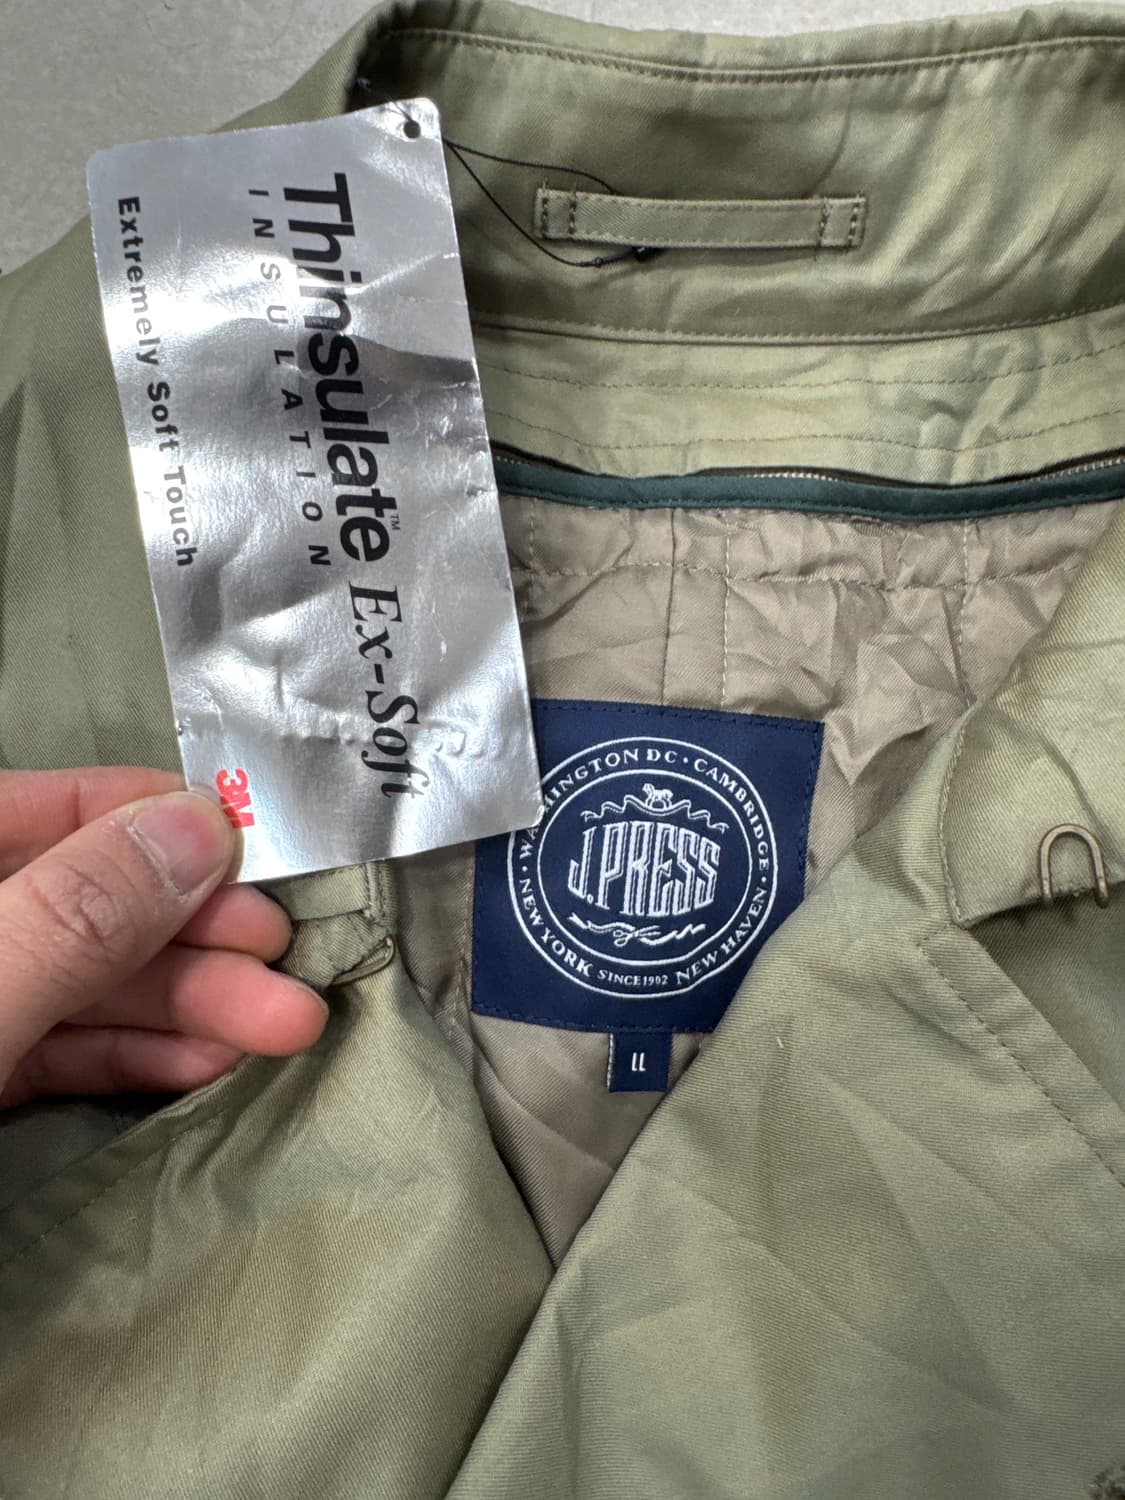 Thinsulate™ Ex-Soft
INSULATION
Extremely Soft Touch
3M
WASHINGTON DC · CAMBRIDGE ·
J.PRESS
· NEW YORK SINCE 1902 NEW HAVEN ·
LL